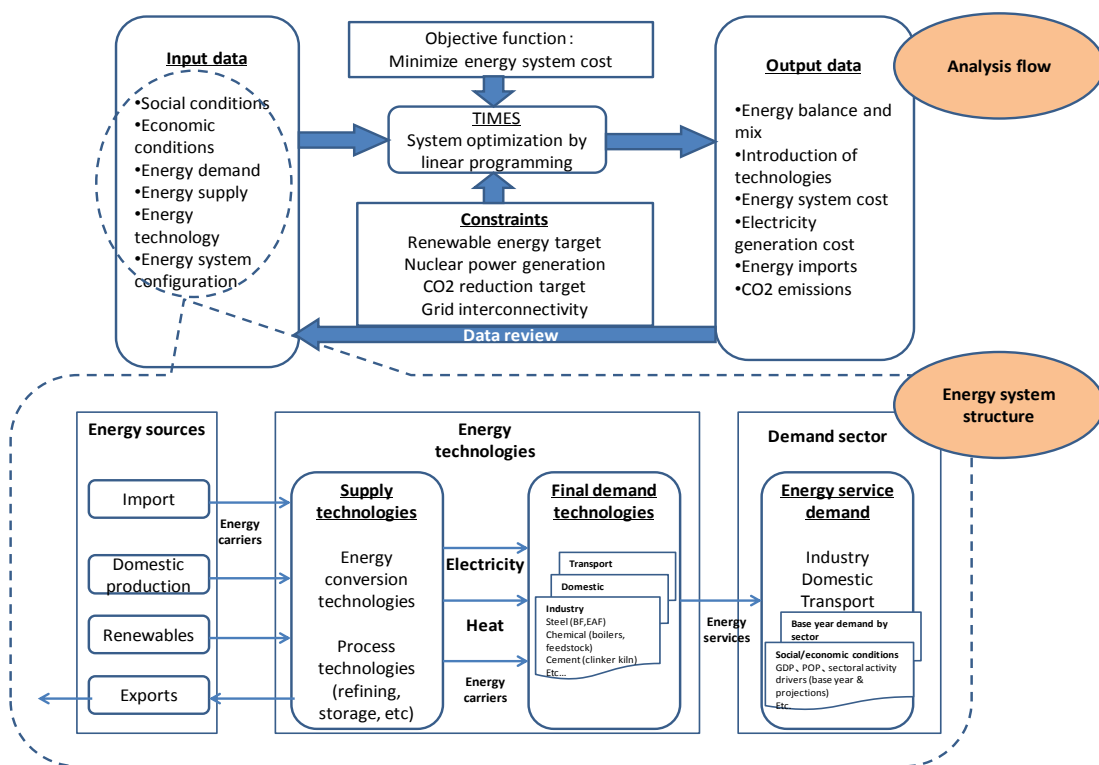 Input data
•Social conditions
•Economic
conditions
•Energy demand
•Energy supply
•Energy
technology
•Energy system
configuration
Objective function：
Minimize energy system cost
TIMES
System optimization by
linear programming
Constraints
Renewable energy target
Nuclear power generation
CO2 reduction target
Grid interconnectivity
Data review
Output data
•Energy balance and
mix
•Introduction of
technologies
•Energy system cost
•Electricity
generation cost
•Energy imports
•CO2 emissions
Analysis flow
Energy system
structure
Energy sources
Import
Domestic
production
Renewables
Exports
Energy
carriers
Energy
technologies
Supply
technologies
Energy
conversion
technologies
Process
technologies
(refining,
storage, etc)
Electricity
Heat
Energy
carriers
Final demand
technologies
Transport
Domestic
Industry
Steel (BF,EAF)
Chemical (boilers,
feedstock)
Cement (clinker kiln)
Etc...
Energy
services
Demand sector
Energy service
demand
Industry
Domestic
Transport
Base year demand by
sector
Social/economic conditions
GDP、POP、sectoral activity
drivers (base year &
projections)
Etc